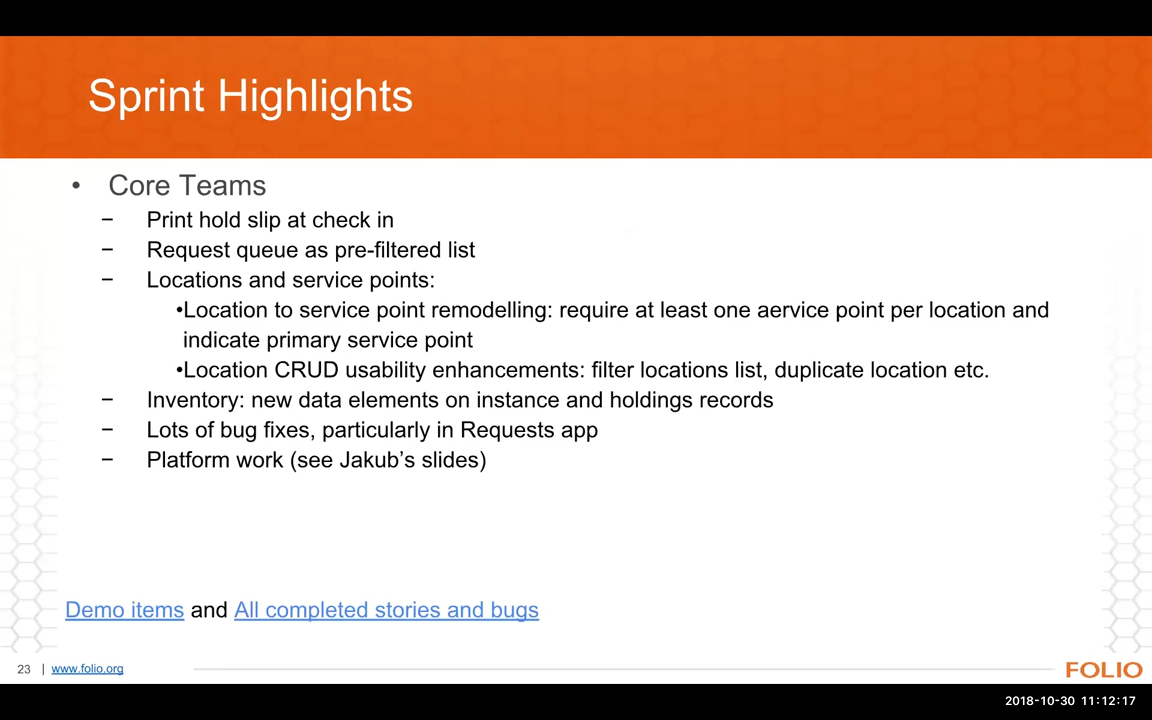 Sprint Highlights
• Core Teams
− Print hold slip at check in
− Request queue as pre-filtered list
− Locations and service points:
•Location to service point remodelling: require at least one aervice point per location and
indicate primary service point
•Location CRUD usability enhancements: filter locations list, duplicate location etc.
− Inventory: new data elements on instance and holdings records
− Lots of bug fixes, particularly in Requests app
− Platform work (see Jakub’s slides)
Demo items and All completed stories and bugs
23 | www.folio.org
FOLIO
2018-10-30 11:12:17